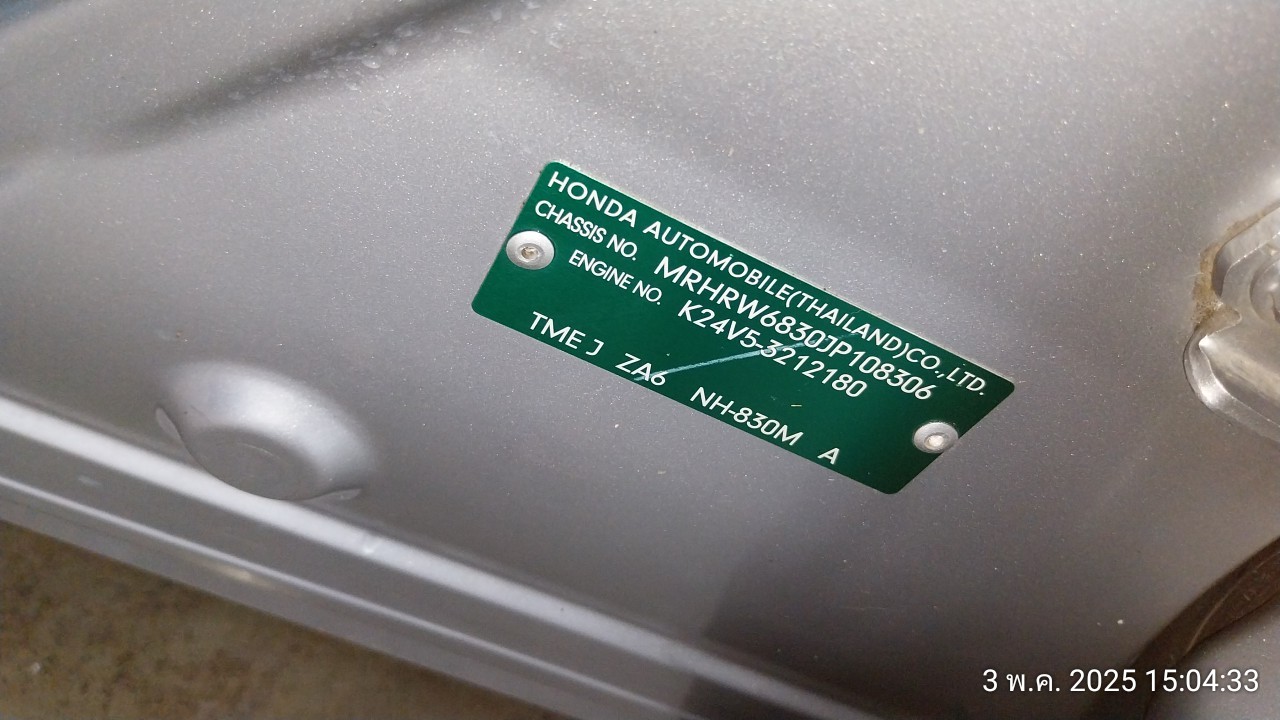 HONDA AUTOMOBILE(THAILAND)CO.,LTD.
CHASSIS NO. MRHRW6830JP108306
ENGINE NO. K24V5-3212180
TME J ZA6 NH-830M A
3 พ.ค. 2025 15:04:33